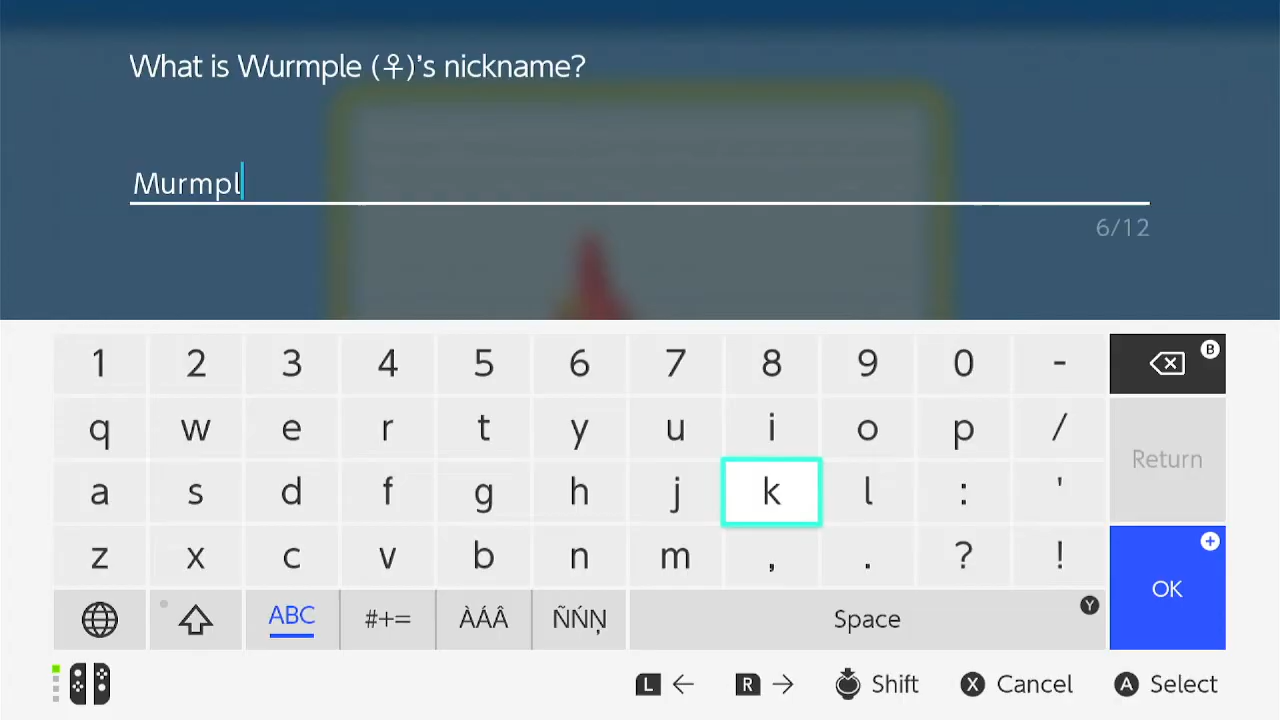 What is Wurmple (♀)'s nickname?
Murmpl
6/12
1 2 3 4 5 6 7 8 9 0 - B
q w e r t y u i o p / Return
a s d f g h j k l : '
z x c v b n m , . ? ! +
ABC #+= ÀÁÂ ÑŃŅ Space Y OK
L ← R → Shift X Cancel A Select